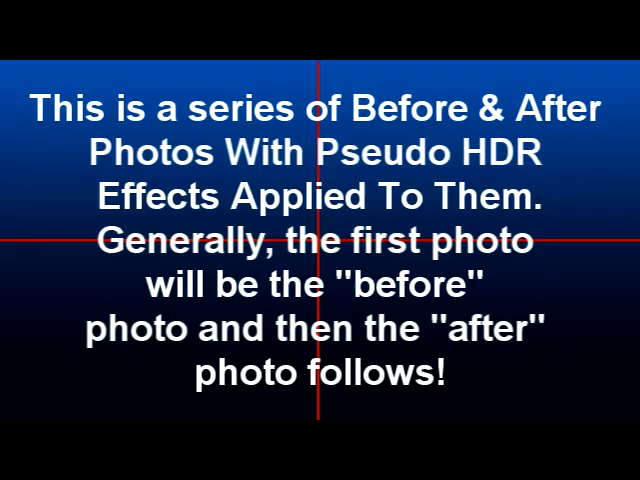 This is a series of Before & After
Photos With Pseudo HDR
Effects Applied To Them.
Generally, the first photo
will be the "before"
photo and then the "after"
photo follows!